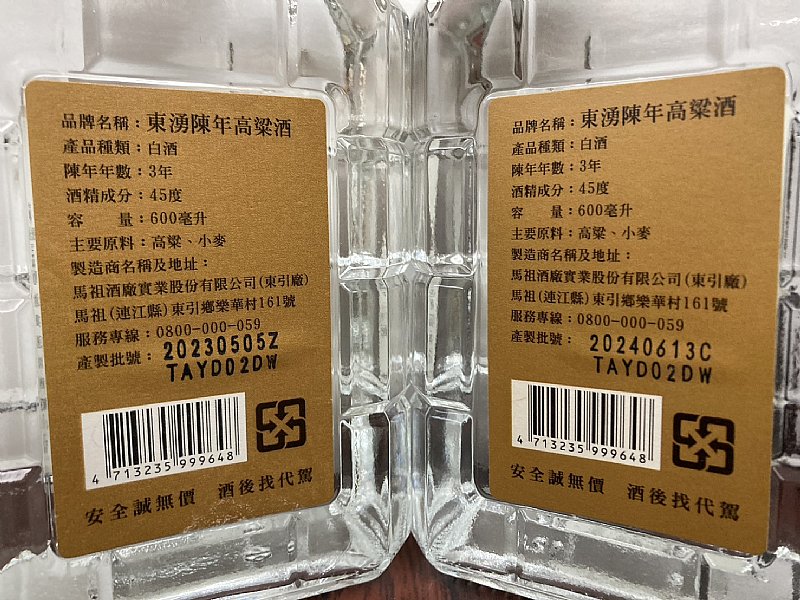 品牌名稱：東湧陳年高粱酒
產品種類：白酒
陳年年數：3年
酒精成分：45度
容　　量：600毫升
主要原料：高粱、小麥
製造商名稱及地址：
馬祖酒廠實業股份有限公司(東引廠)
馬祖(連江縣)東引鄉樂華村161號
服務專線：0800-000-059
產製批號：20230505Z
TAYD02DW
4 713235 999648
安全誠無價　酒後找代駕
品牌名稱：東湧陳年高粱酒
產品種類：白酒
陳年年數：3年
酒精成分：45度
容　　量：600毫升
主要原料：高粱、小麥
製造商名稱及地址：
馬祖酒廠實業股份有限公司(東引廠)
馬祖(連江縣)東引鄉樂華村161號
服務專線：0800-000-059
產製批號：20240613C
TAYD02DW
4 713235 999648
安全誠無價　酒後找代駕